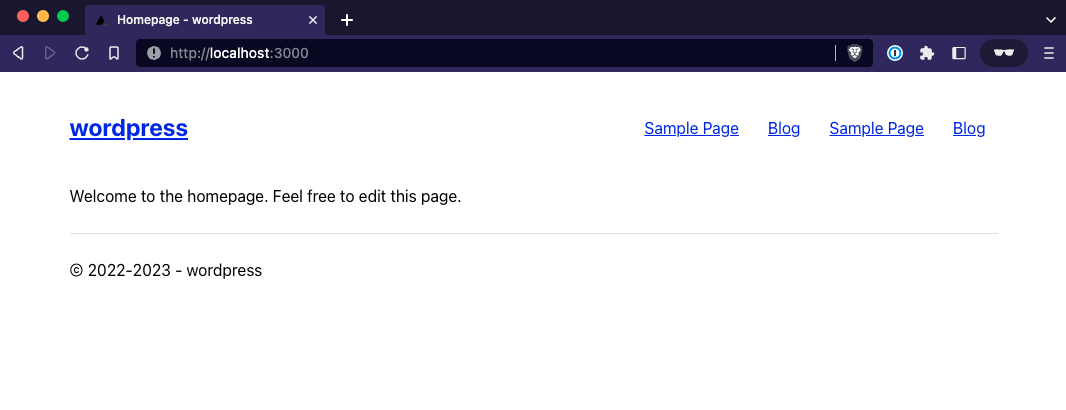 Homepage - wordpress
http://localhost:3000
wordpress
Sample Page Blog Sample Page Blog
Welcome to the homepage. Feel free to edit this page.
© 2022-2023 - wordpress